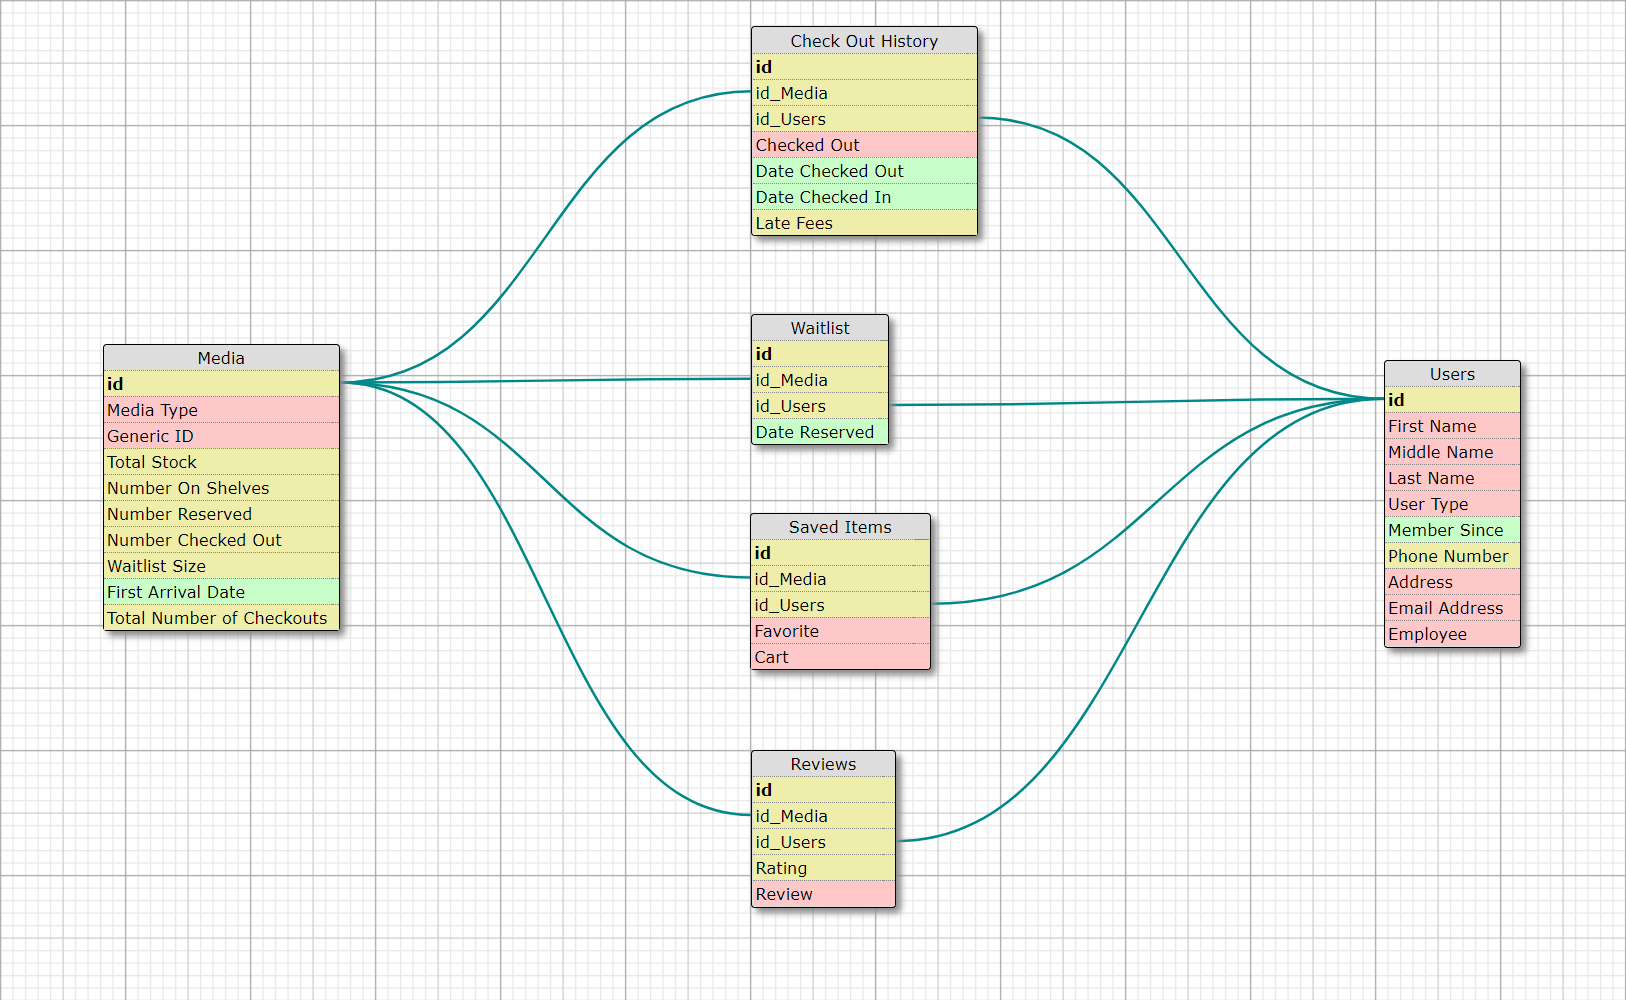 Check Out History
id
id_Media
id_Users
Checked Out
Date Checked Out
Date Checked In
Late Fees
Waitlist
id
id_Media
id_Users
Date Reserved
Media
id
Media Type
Generic ID
Total Stock
Number On Shelves
Number Reserved
Number Checked Out
Waitlist Size
First Arrival Date
Total Number of Checkouts
Users
id
First Name
Middle Name
Last Name
User Type
Member Since
Phone Number
Address
Email Address
Employee
Saved Items
id
id_Media
id_Users
Favorite
Cart
Reviews
id
id_Media
id_Users
Rating
Review